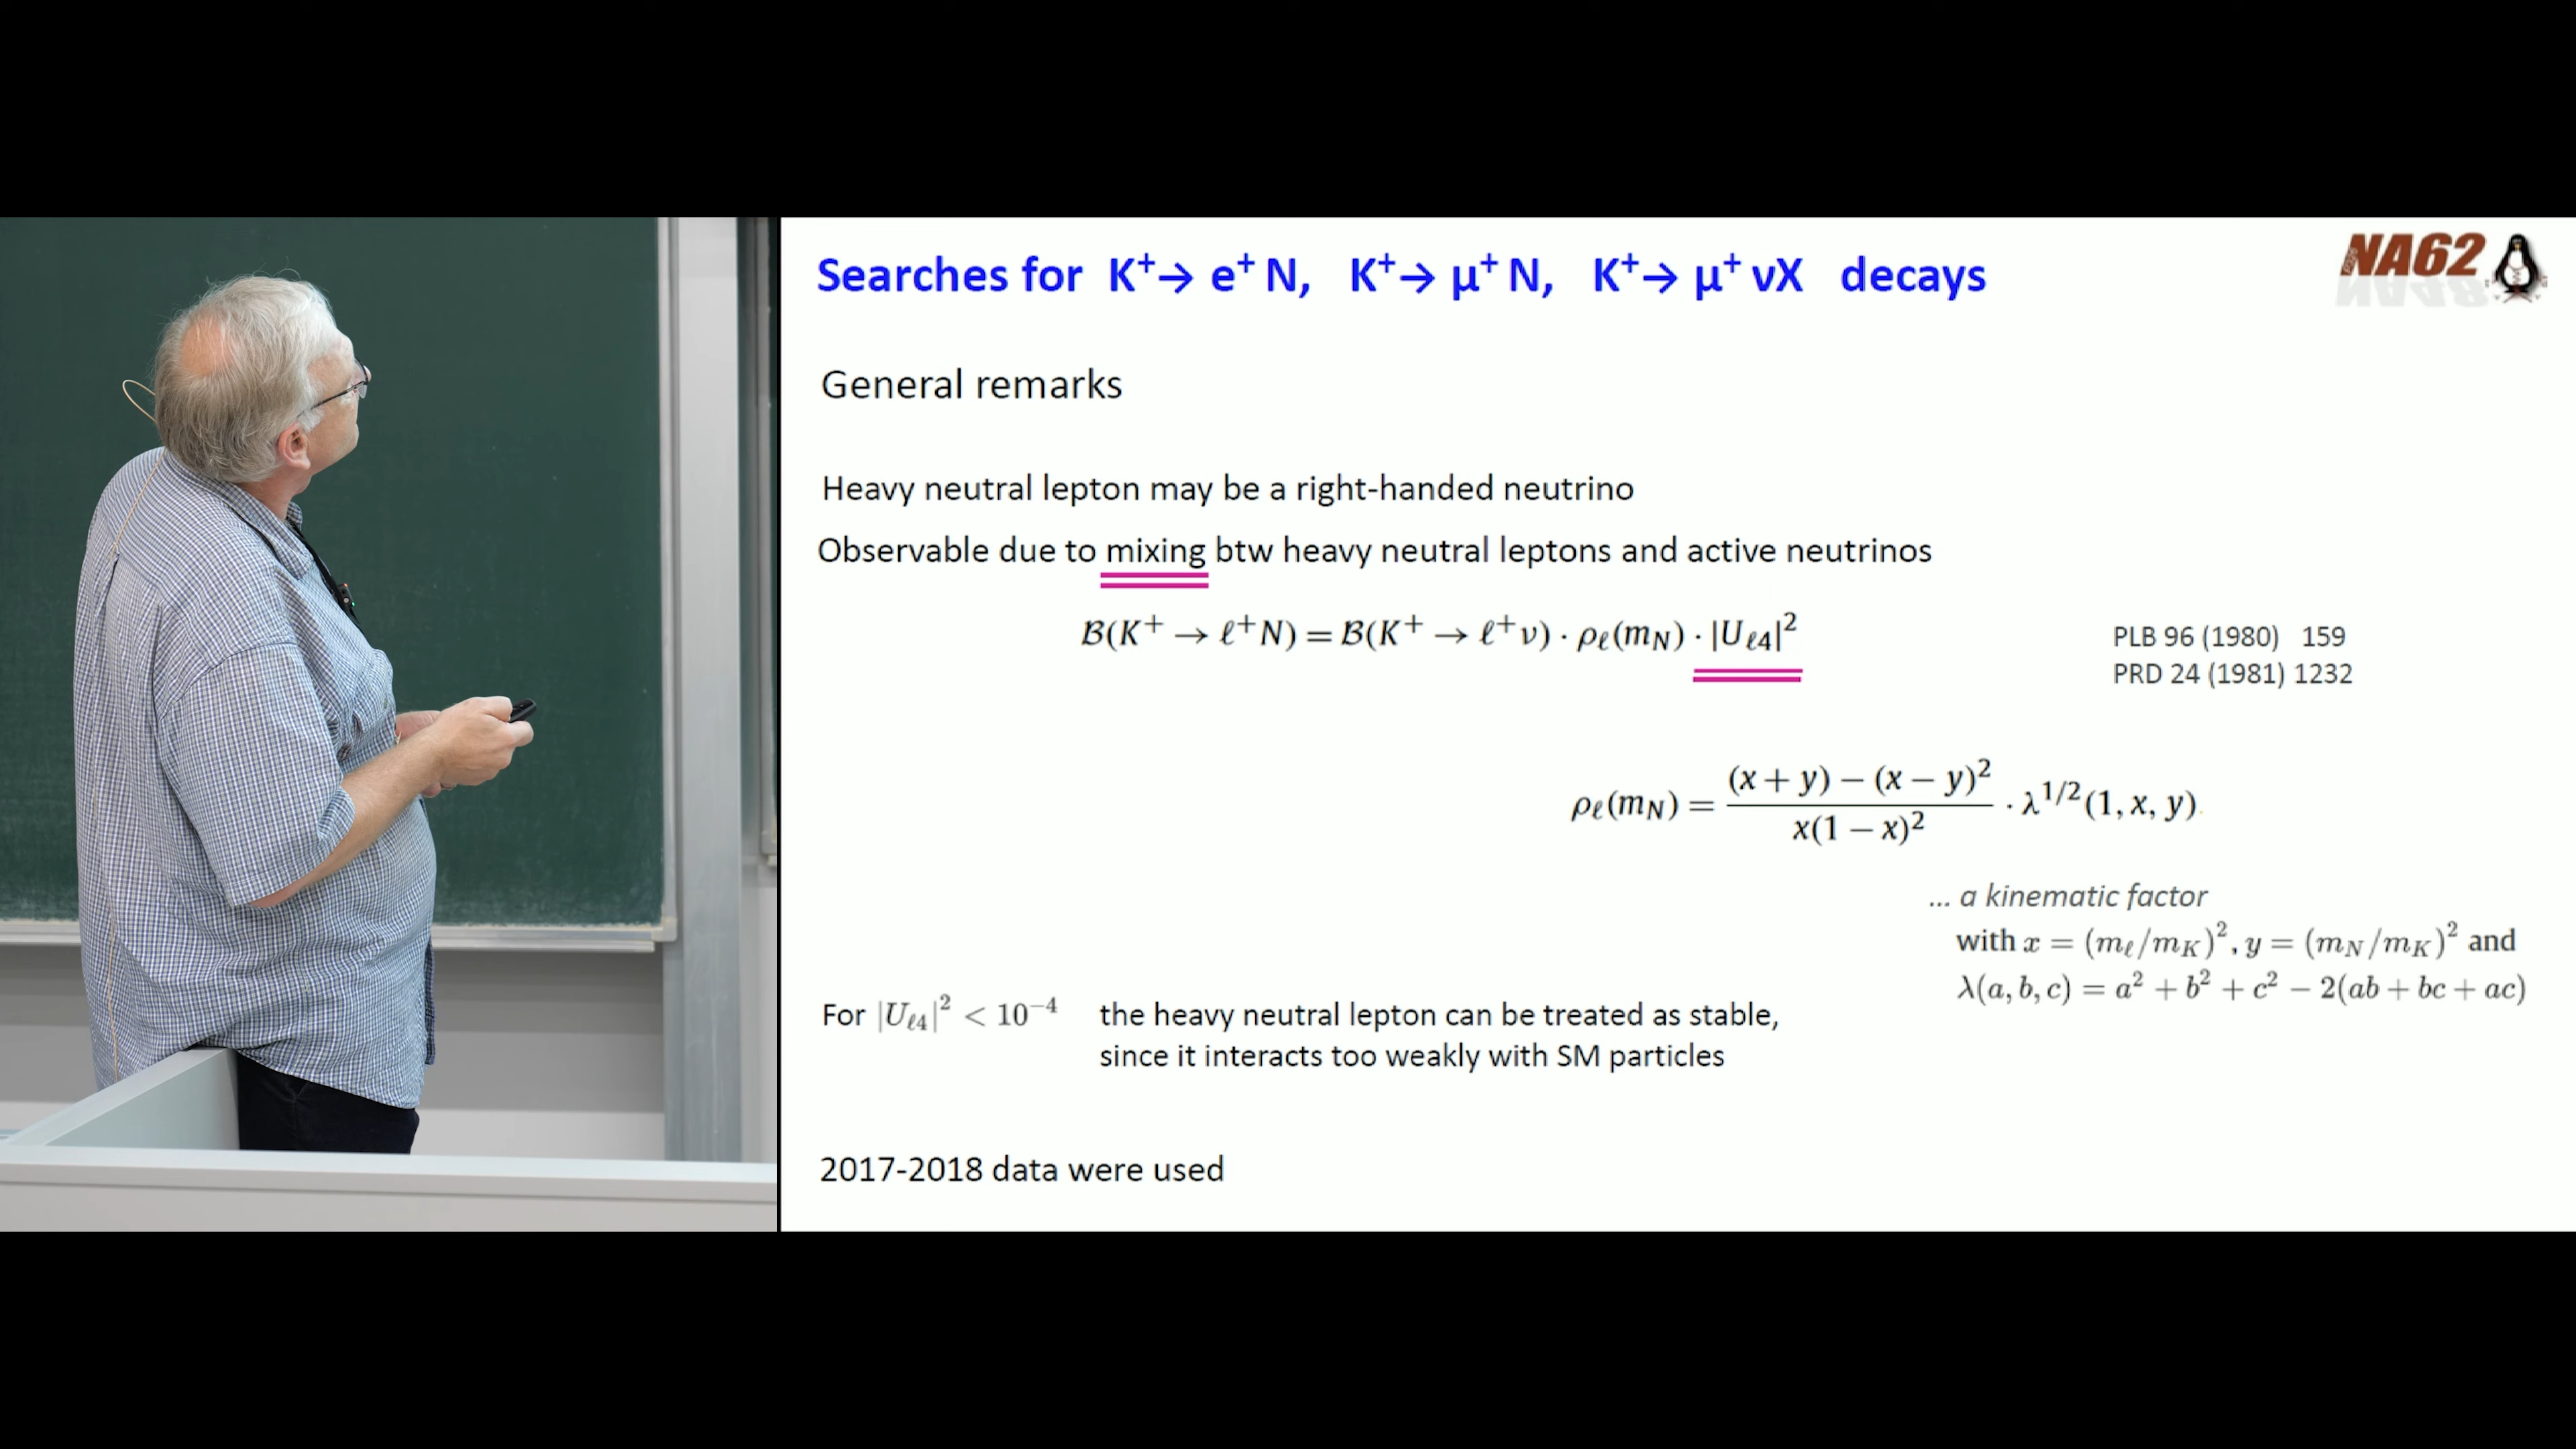 Searches for K⁺→ e⁺ N, K⁺→ μ⁺ N, K⁺→ μ⁺ νX decays
NA62
General remarks
Heavy neutral lepton may be a right-handed neutrino
Observable due to mixing btw heavy neutral leptons and active neutrinos
ℬ(K⁺ → ℓ⁺N) = ℬ(K⁺ → ℓ⁺ν) · ρℓ(m_N) · |U_ℓ4|²
PLB 96 (1980) 159
PRD 24 (1981) 1232
ρℓ(m_N) = (x + y) − (x − y)² / x(1 − x)² · λ^1/2(1, x, y)
... a kinematic factor
with x = (m_ℓ/m_K)², y = (m_N/m_K)² and
λ(a, b, c) = a² + b² + c² − 2(ab + bc + ac)
For |U_ℓ4|² < 10⁻⁴ the heavy neutral lepton can be treated as stable,
since it interacts too weakly with SM particles
2017-2018 data were used